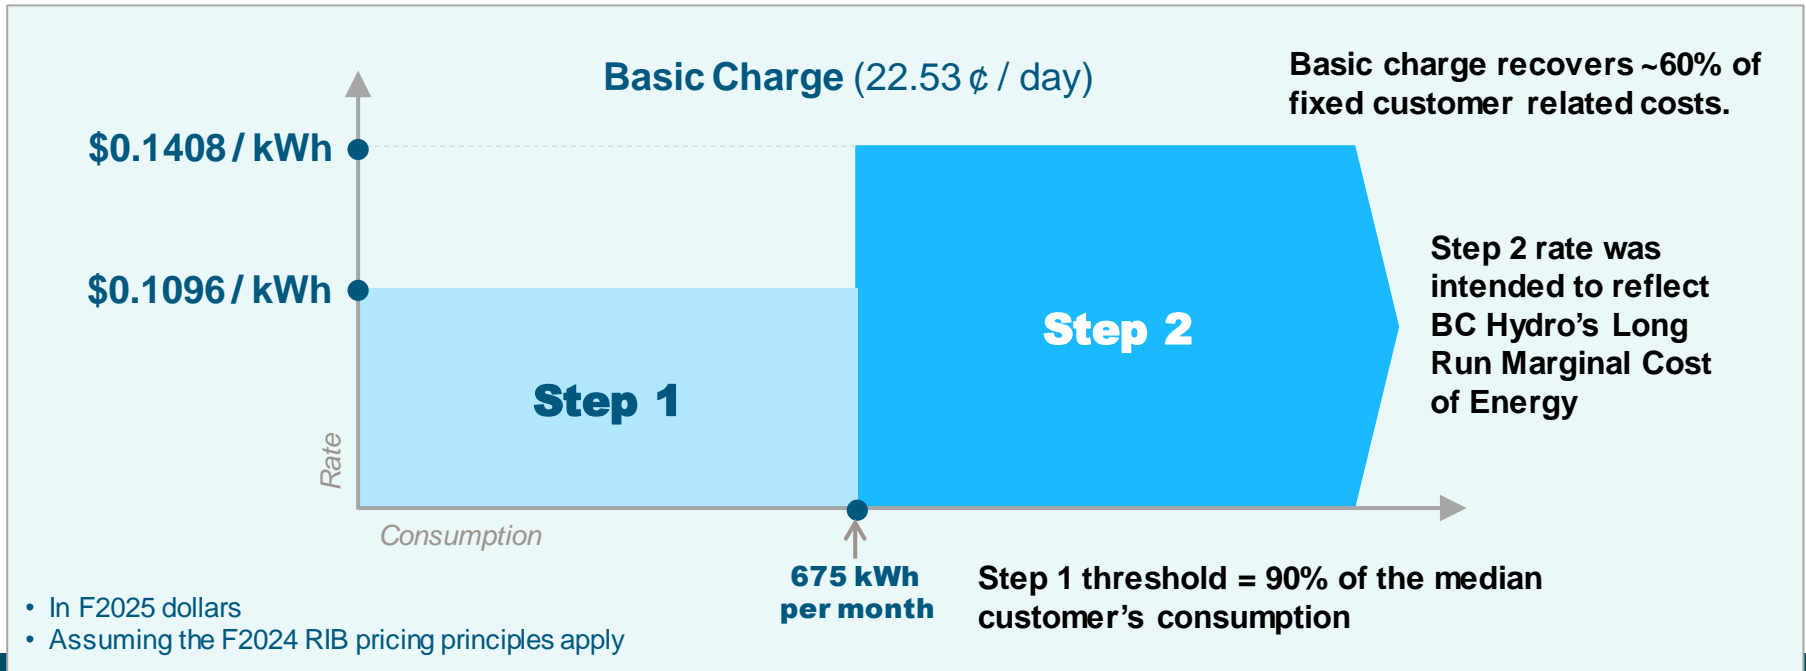 Basic Charge (22.53 ¢ / day)
Basic charge recovers ~60% of
fixed customer related costs.
$0.1408 / kWh
$0.1096 / kWh
Step 1
Step 2
Step 2 rate was
intended to reflect
BC Hydro’s Long
Run Marginal Cost
of Energy
Rate
Consumption
675 kWh
per month
Step 1 threshold = 90% of the median
customer’s consumption
• In F2025 dollars
• Assuming the F2024 RIB pricing principles apply